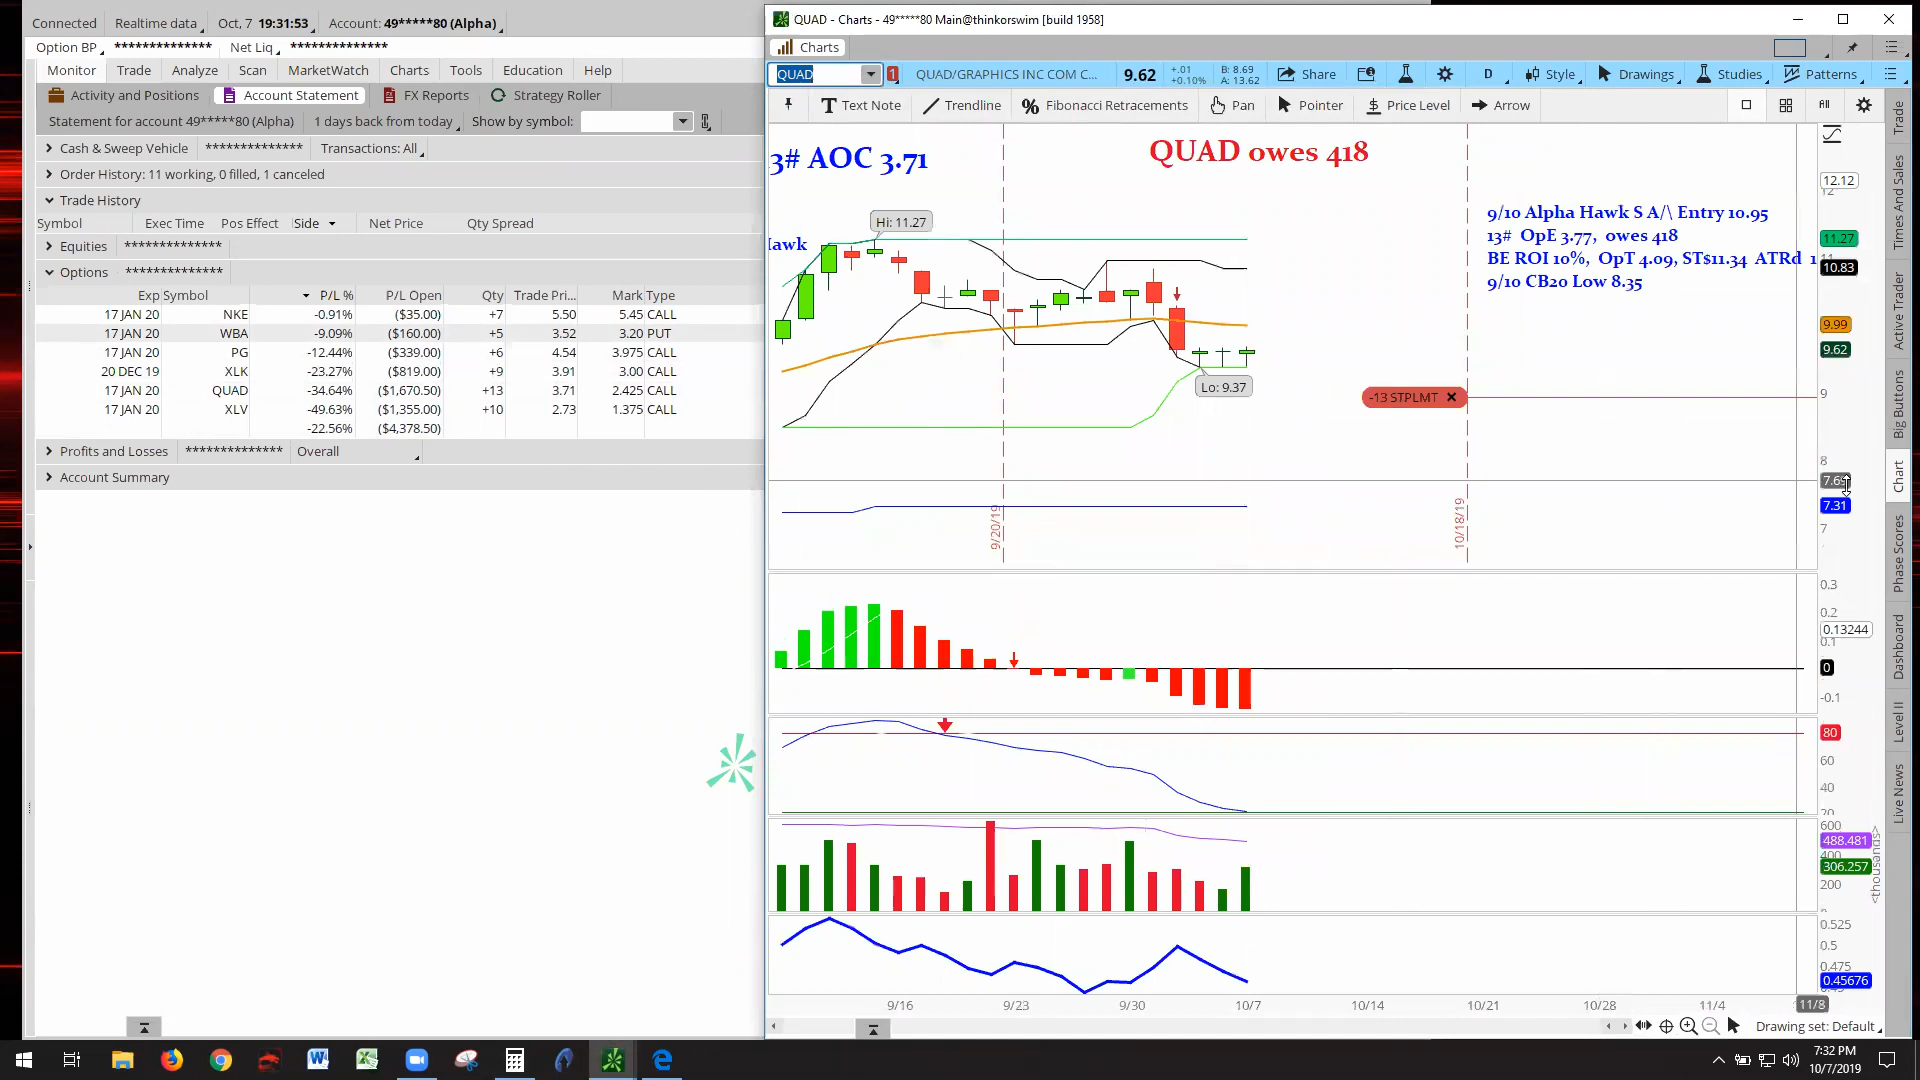 Connected Realtime data Oct, 7 19:31:53 Account: 49*****80 (Alpha)
Option BP ************** Net Liq **************
Monitor Trade Analyze Scan MarketWatch Charts Tools Education Help
Activity and Positions Account Statement FX Reports Strategy Roller
Statement for account 49*****80 (Alpha) 1 days back from today Show by symbol:
Cash & Sweep Vehicle ************** Transactions: All
Order History: 11 working, 0 filled, 1 canceled
Trade History
Symbol Exec Time Pos Effect Side Net Price Qty Spread
Equities **************
Options **************
Exp Symbol P/L % P/L Open Qty Trade Pri... Mark Type
17 JAN 20 NKE -0.91% ($35.00) +7 5.50 5.45 CALL
17 JAN 20 WBA -9.09% ($160.00) +5 3.52 3.20 PUT
17 JAN 20 PG -12.44% ($339.00) +6 4.54 3.975 CALL
20 DEC 19 XLK -23.27% ($819.00) +9 3.91 3.00 CALL
17 JAN 20 QUAD -34.64% ($1,670.50) +13 3.71 2.425 CALL
17 JAN 20 XLV -49.63% ($1,355.00) +10 2.73 1.375 CALL
-22.56% ($4,378.50)
Profits and Losses ************** Overall
Account Summary
QUAD - Charts - 49*****80 Main@thinkorswim [build 1958]
Charts
QUAD 1 QUAD/GRAPHICS INC COM C... 9.62 +.01 +0.10% B: 8.69 A: 13.62 Share D Style Drawings Studies Patterns
Text Note Trendline Fibonacci Retracements Pan Pointer Price Level Arrow All
3# AOC 3.71
QUAD owes 418
9/10 Alpha Hawk S A/\ Entry 10.95
13# OpE 3.77, owes 418
BE ROI 10%, OpT 4.09, ST$11.34 ATRd 1
9/10 CB20 Low 8.35
Hawk
Hi: 11.27
Lo: 9.37
-13 STPLMT
9/20/19
10/18/19
12.12
12
11.27
11
10.83
9.99
9.62
9
8
7.31
7
0.3
0.2
0.13244
0.1
0
-0.1
80
60
40
20
600
488.481
400
306.257
200
<thousands>
0.525
0.5
0.475
0.45676
9/16 9/23 9/30 10/7 10/14 10/21 10/28 11/4 11/8
Drawing set: Default
Trade
Times And Sales
Active Trader
Big Buttons
Chart
Phase Scores
Dashboard
Level II
Live News
7:32 PM
10/7/2019